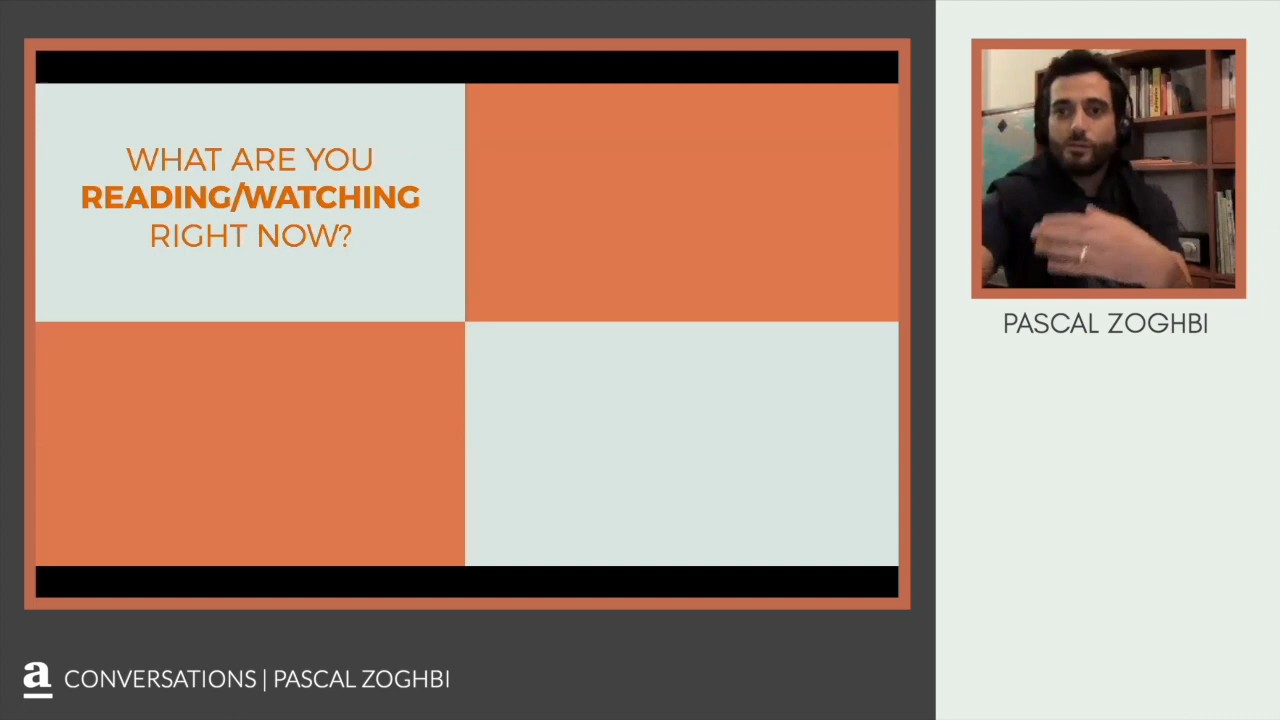 WHAT ARE YOU
READING/WATCHING
RIGHT NOW?
PASCAL ZOGHBI
a CONVERSATIONS | PASCAL ZOGHBI